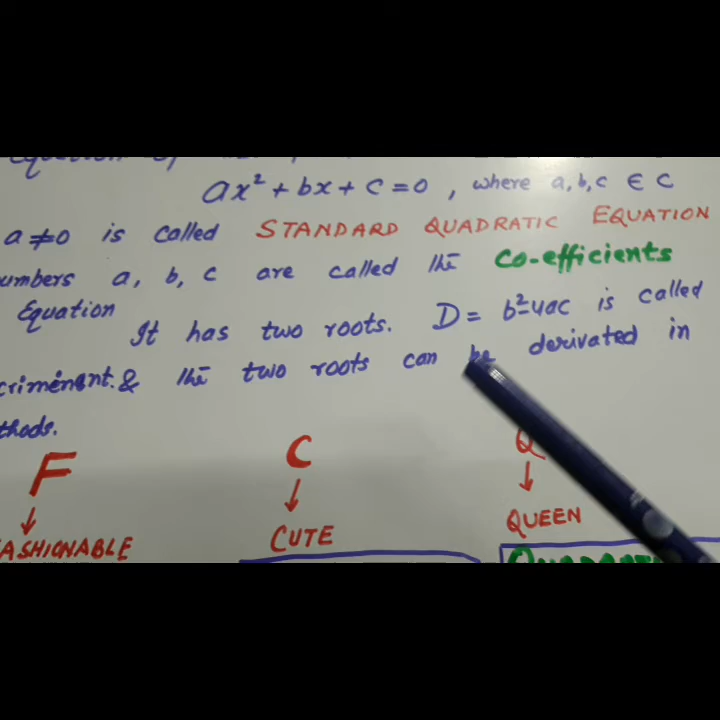 ax² + bx + c = 0 , where a, b, c ∈ C
a ≠ 0 is called STANDARD QUADRATIC EQUATION
umbers a, b, c are called the Co-efficients
Equation
It has two roots. D = b²-4ac is called
criminant. & the two roots can be derivated in
thods.
F C Q
↓ ↓ ↓
ASHIONABLE CUTE QUEEN